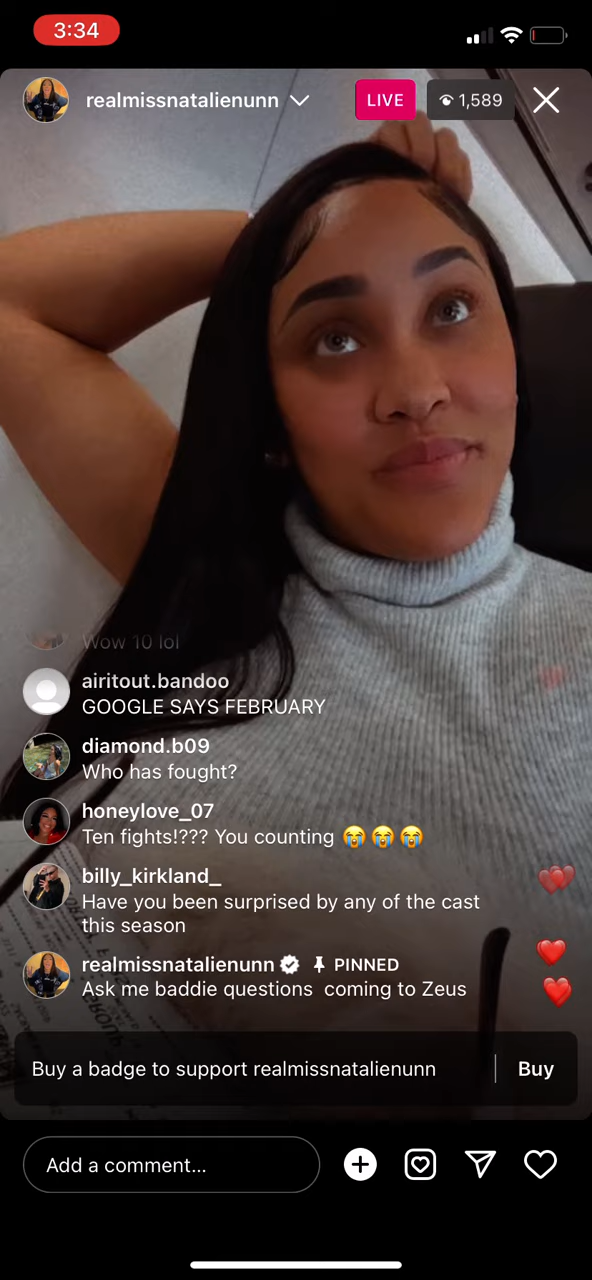 3:34
realmissnatalienunn
LIVE
1,589
Wow 10 lol
airitout.bandoo
GOOGLE SAYS FEBRUARY
diamond.b09
Who has fought?
honeylove_07
Ten fights!??? You counting 😭😭😭
billy_kirkland_
Have you been surprised by any of the cast
this season
realmissnatalienunn PINNED
Ask me baddie questions coming to Zeus
Buy a badge to support realmissnatalienunn
Buy
Add a comment...